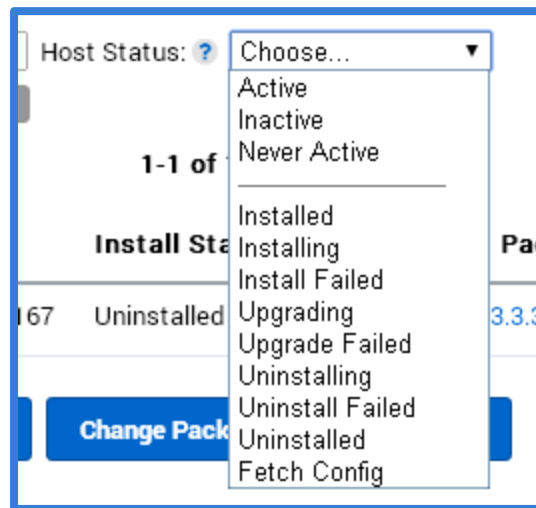 Host Status: ? Choose...
Active
Inactive
Never Active
1-1 of
Installed
Install Sta
Installing
Pa
Install Failed
167 Uninstalled
Upgrading
3.3.3
Upgrade Failed
Uninstalling
Change Pack
Uninstall Failed
Uninstalled
Fetch Config